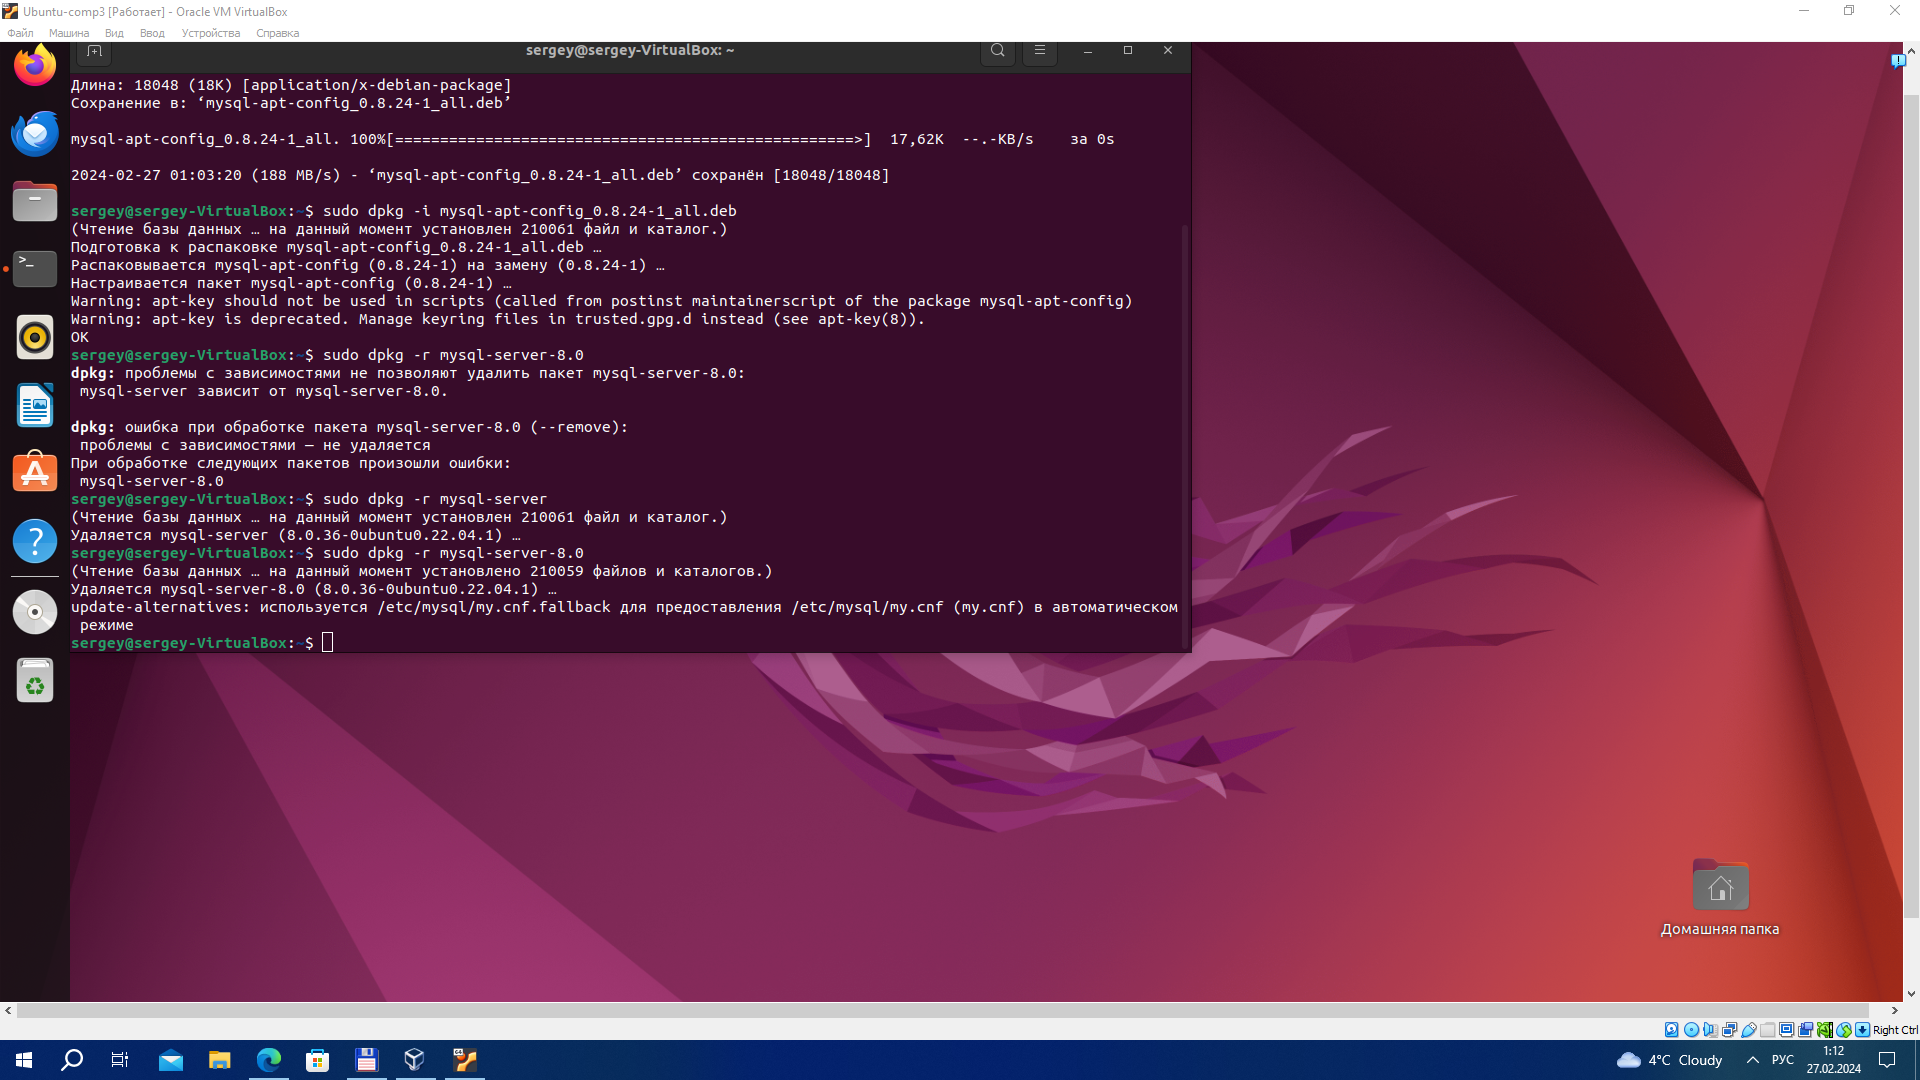 Ubuntu-comp3 [Работает] - Oracle VM VirtualBox
Файл Машина Вид Ввод Устройства Справка
sergey@sergey-VirtualBox: ~
Длина: 18048 (18K) [application/x-debian-package]
Сохранение в: ‘mysql-apt-config_0.8.24-1_all.deb’
mysql-apt-config_0.8.24-1_all. 100%[===================================================>] 17,62K --.-KB/s за 0s
2024-02-27 01:03:20 (188 MB/s) - ‘mysql-apt-config_0.8.24-1_all.deb’ сохранён [18048/18048]
sergey@sergey-VirtualBox:~$ sudo dpkg -i mysql-apt-config_0.8.24-1_all.deb
(Чтение базы данных … на данный момент установлен 210061 файл и каталог.)
Подготовка к распаковке mysql-apt-config_0.8.24-1_all.deb …
Распаковывается mysql-apt-config (0.8.24-1) на замену (0.8.24-1) …
Настраивается пакет mysql-apt-config (0.8.24-1) …
Warning: apt-key should not be used in scripts (called from postinst maintainerscript of the package mysql-apt-config)
Warning: apt-key is deprecated. Manage keyring files in trusted.gpg.d instead (see apt-key(8)).
OK
sergey@sergey-VirtualBox:~$ sudo dpkg -r mysql-server-8.0
dpkg: проблемы с зависимостями не позволяют удалить пакет mysql-server-8.0:
mysql-server зависит от mysql-server-8.0.
dpkg: ошибка при обработке пакета mysql-server-8.0 (--remove):
проблемы с зависимостями — не удаляется
При обработке следующих пакетов произошли ошибки:
mysql-server-8.0
sergey@sergey-VirtualBox:~$ sudo dpkg -r mysql-server
(Чтение базы данных … на данный момент установлен 210061 файл и каталог.)
Удаляется mysql-server (8.0.36-0ubuntu0.22.04.1) …
sergey@sergey-VirtualBox:~$ sudo dpkg -r mysql-server-8.0
(Чтение базы данных … на данный момент установлено 210059 файлов и каталогов.)
Удаляется mysql-server-8.0 (8.0.36-0ubuntu0.22.04.1) …
update-alternatives: используется /etc/mysql/my.cnf.fallback для предоставления /etc/mysql/my.cnf (my.cnf) в автоматическом
режиме
sergey@sergey-VirtualBox:~$
Домашняя папка
Right Ctrl
4°C Cloudy
РУС
1:12
27.02.2024